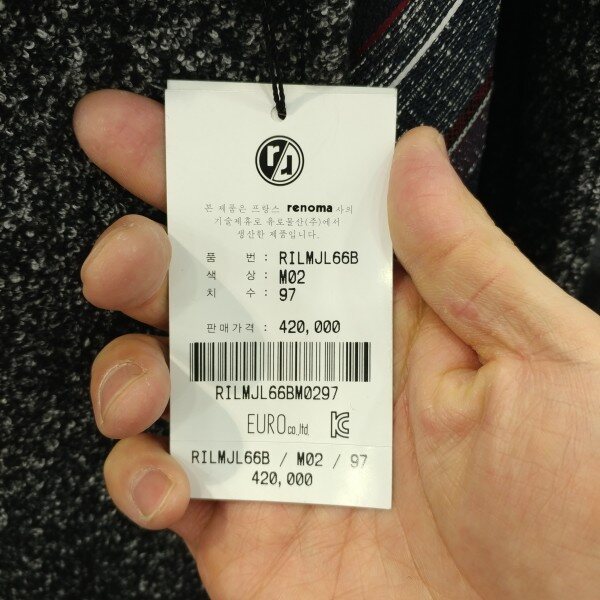 본 제품은 프랑스 renoma 사의
기술제휴로 유로물산(주)에서
생산한 제품입니다.
품 번 : RILMJL66B
색 상 : M02
치 수 : 97
판매가격 : 420,000
RILMJL66BM0297
EURO co.,ltd.
RILMJL66B / M02 / 97
420,000